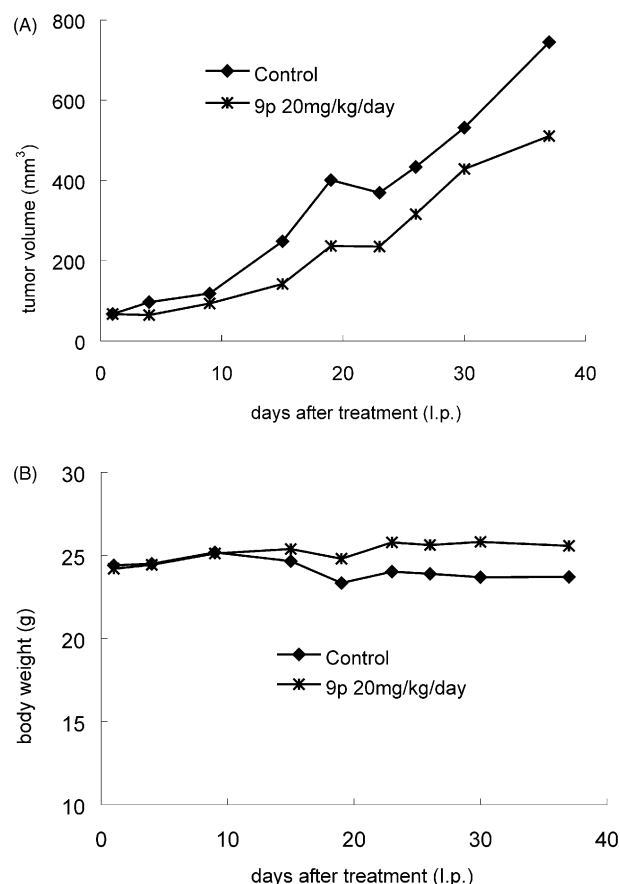 (A)
800
600
400
200
0
tumor volume (mm³)
Control
9p 20mg/kg/day
0 10 20 30 40
days after treatment (I.p.)
(B)
30
25
20
15
10
body weight (g)
Control
9p 20mg/kg/day
0 10 20 30 40
days after treatment (I.p.)